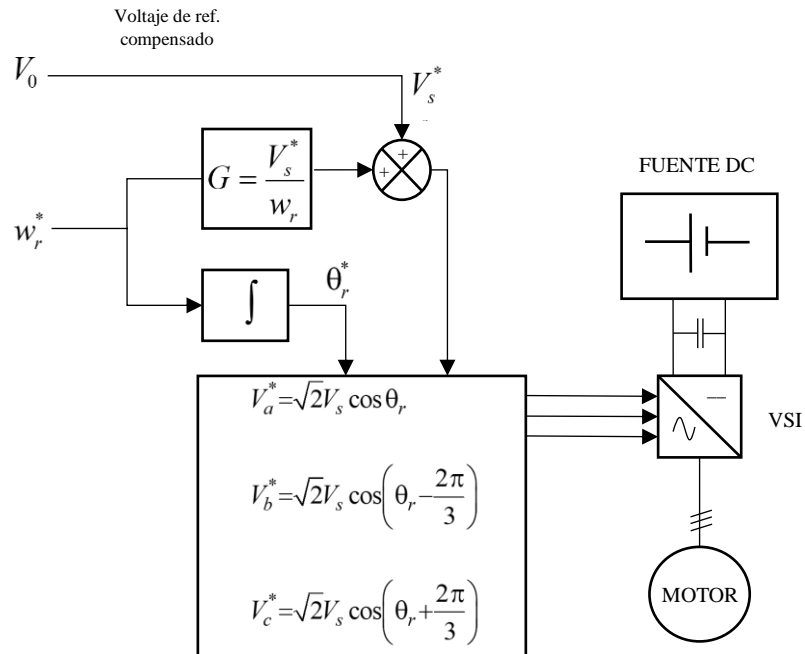 Voltaje de ref.
compensado
V_0
V_s^*
+
+
G = V_s^* / w_r
w_r^*
∫
θ_r^*
V_a^* = √2 V_s cos θ_r
V_b^* = √2 V_s cos(θ_r − 2π/3)
V_c^* = √2 V_s cos(θ_r + 2π/3)
FUENTE DC
VSI
MOTOR